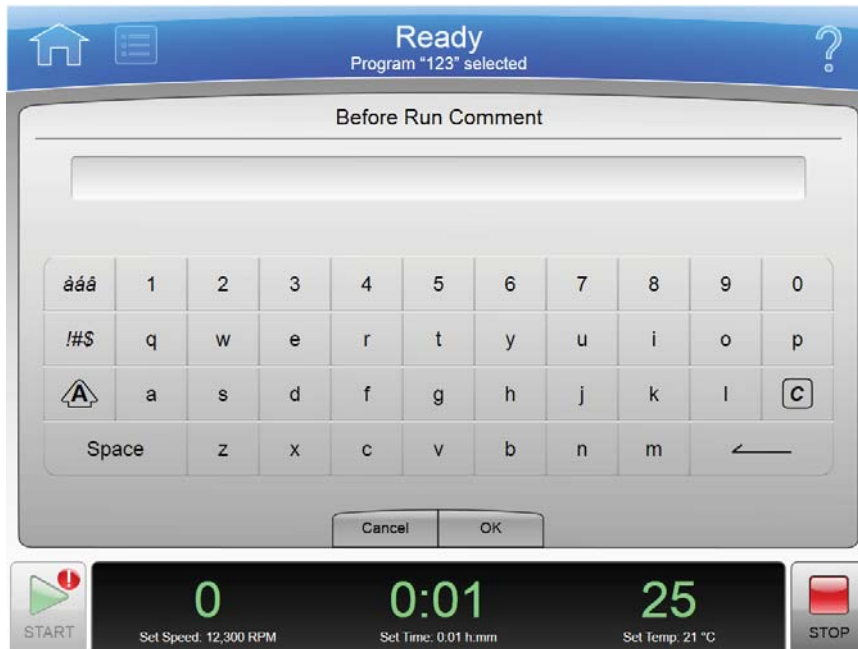 Ready
Program "123" selected
?
Before Run Comment
àáâ 1 2 3 4 5 6 7 8 9 0
!#$ q w e r t y u i o p
A a s d f g h j k l C
Space z x c v b n m
Cancel OK
!
0 0:01 25
START Set Speed: 12,300 RPM Set Time: 0:01 h:mm Set Temp: 21 °C STOP